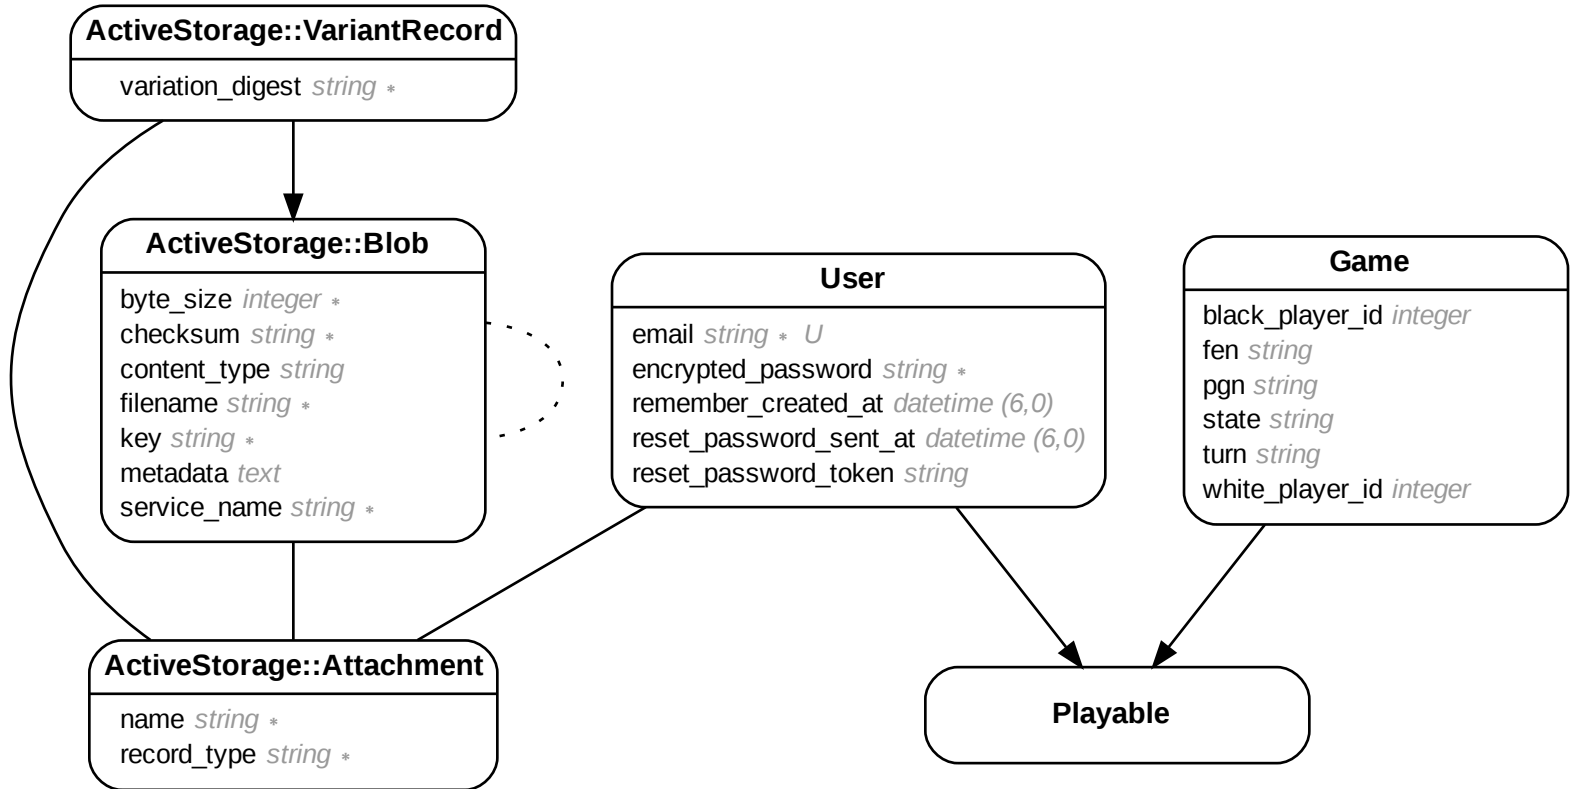 ActiveStorage::VariantRecord
variation_digest string *
ActiveStorage::Blob
byte_size integer *
checksum string *
content_type string
filename string *
key string *
metadata text
service_name string *
User
email string * U
encrypted_password string *
remember_created_at datetime (6,0)
reset_password_sent_at datetime (6,0)
reset_password_token string
Game
black_player_id integer
fen string
pgn string
state string
turn string
white_player_id integer
ActiveStorage::Attachment
name string *
record_type string *
Playable